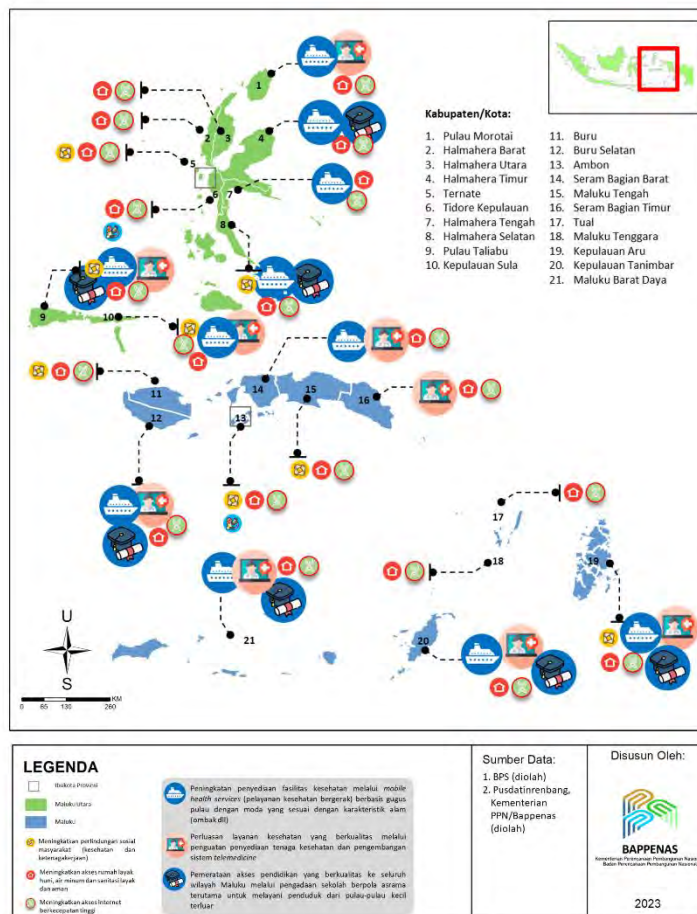 Kabupaten/Kota:
1. Pulau Morotai
2. Halmahera Barat
3. Halmahera Utara
4. Halmahera Timur
5. Ternate
6. Tidore Kepulauan
7. Halmahera Tengah
8. Halmahera Selatan
9. Pulau Taliabu
10. Kepulauan Sula
11. Buru
12. Buru Selatan
13. Ambon
14. Seram Bagian Barat
15. Maluku Tengah
16. Seram Bagian Timur
17. Tual
18. Maluku Tenggara
19. Kepulauan Aru
20. Kepulauan Tanimbar
21. Maluku Barat Daya
1
2
3
4
5
6
7
8
9
10
11
12
13
14
15
16
17
18
19
20
21
U
S
0 65 130 260 KM
LEGENDA
Ibukota Provinsi
Maluku Utara
Maluku
Meningkatkan perlindungan sosial
masyarakat (kesehatan dan
ketenagakerjaan)
Meningkatkan akses rumah layak
huni, air minum dan sanitasi layak
dan aman
Meningkatkan akses Internet
berkecepatan tinggi
Peningkatan penyediaan fasilitas kesehatan melalui mobile
health services (pelayanan kesehatan bergerak) berbasis gugus
pulau dengan moda yang sesuai dengan karakteristik alam
(ombak dll)
Perluasan layanan kesehatan yang berkualitas melalui
penguatan penyediaan tenaga kesehatan dan pengembangan
sistem telemedicine
Pemerataan akses pendidikan yang berkualitas ke seluruh
wilayah Maluku melalui pengadaan sekolah berpola asrama
terutama untuk melayani penduduk dari pulau-pulau kecil
terluar
Sumber Data:
1. BPS (diolah)
2. Pusdatinrenbang,
Kementerian
PPN/Bappenas
(diolah)
Disusun Oleh:
BAPPENAS
Kementerian Perencanaan Pembangunan Nasional/
Badan Perencanaan Pembangunan Nasional
2023